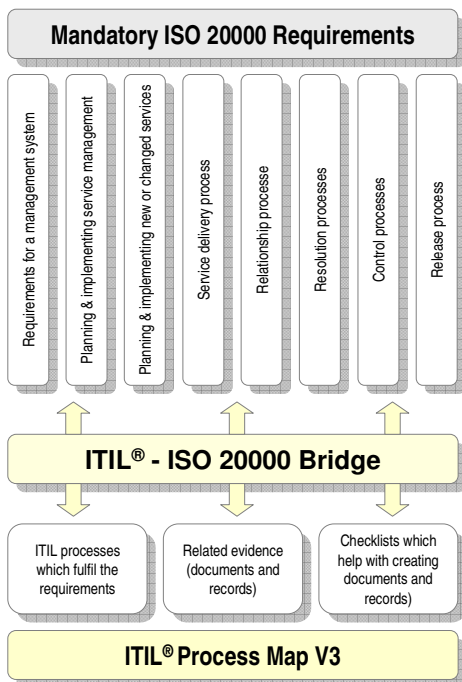 Mandatory ISO 20000 Requirements
Requirements for a management system
Planning & implementing service management
Planning & implementing new or changed services
Service delivery process
Relationship processe
Resolution processes
Control processes
Release process
ITIL® - ISO 20000 Bridge
ITIL processes
which fulfil the
requirements
Related evidence
(documents and
records)
Checklists which
help with creating
documents and
records)
ITIL® Process Map V3